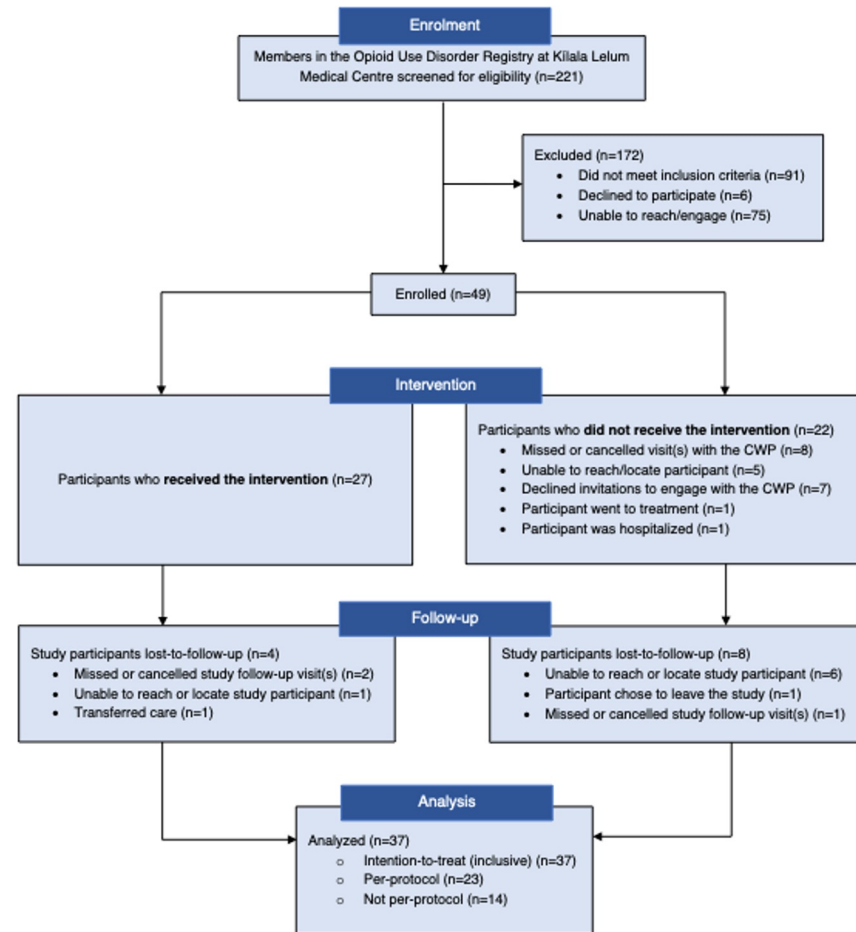 Enrolment
Members in the Opioid Use Disorder Registry at Kílala Lelum
Medical Centre screened for eligibility (n=221)
Excluded (n=172)
• Did not meet inclusion criteria (n=91)
• Declined to participate (n=6)
• Unable to reach/engage (n=75)
Enrolled (n=49)
Intervention
Participants who received the intervention (n=27)
Participants who did not receive the intervention (n=22)
• Missed or cancelled visit(s) with the CWP (n=8)
• Unable to reach/locate participant (n=5)
• Declined invitations to engage with the CWP (n=7)
• Participant went to treatment (n=1)
• Participant was hospitalized (n=1)
Follow-up
Study participants lost-to-follow-up (n=4)
• Missed or cancelled study follow-up visit(s) (n=2)
• Unable to reach or locate study participant (n=1)
• Transferred care (n=1)
Study participants lost-to-follow-up (n=8)
• Unable to reach or locate study participant (n=6)
• Participant chose to leave the study (n=1)
• Missed or cancelled study follow-up visit(s) (n=1)
Analysis
Analyzed (n=37)
o Intention-to-treat (inclusive) (n=37)
o Per-protocol (n=23)
o Not per-protocol (n=14)